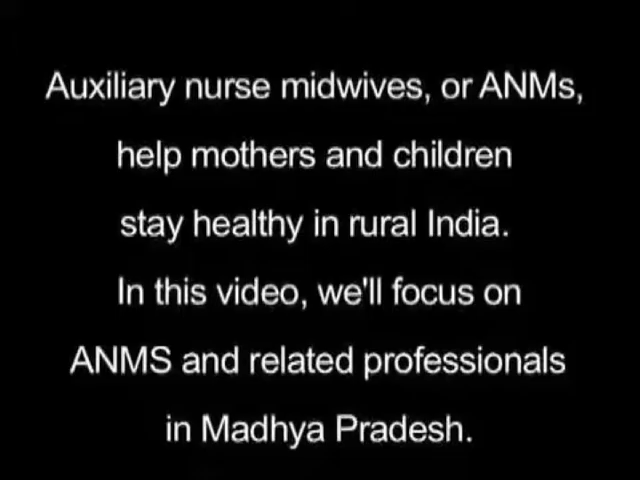 Auxiliary nurse midwives, or ANMs,
help mothers and children
stay healthy in rural India.
In this video, we'll focus on
ANMS and related professionals
in Madhya Pradesh.